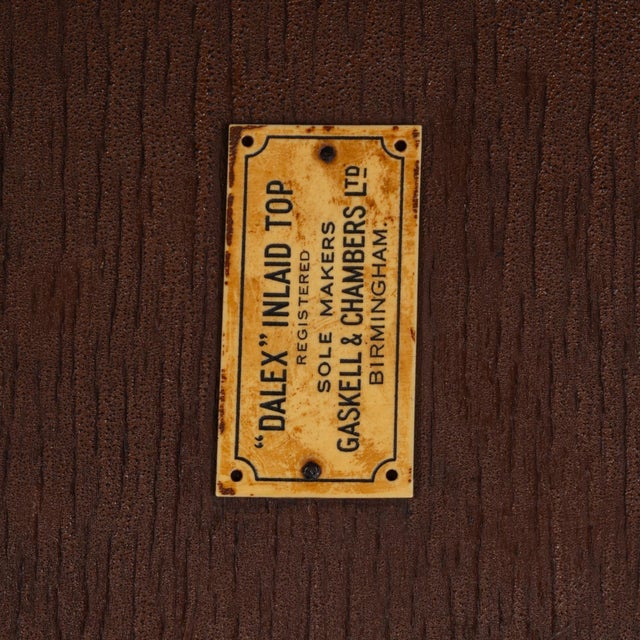 “DALEX” INLAID TOP
REGISTERED
SOLE MAKERS
GASKELL & CHAMBERS LTD
BIRMINGHAM.